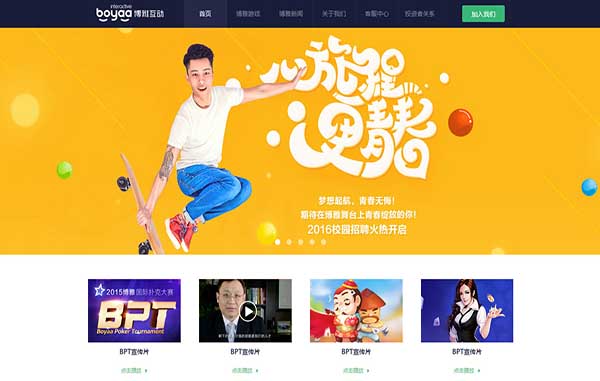 interactive
boyaa 博雅互动
首页
博雅游戏
博雅新闻
关于我们
客服中心
投资者关系
加入我们
心旅程
更青春
梦想起航，青春无悔！
期待在博雅舞台上青春绽放的你！
2016校园招聘火热开启
2015博雅国际扑克大赛
BPT
Boyaa Poker Tournament
BPT宣传片
BPT宣传片
BPT宣传片
BPT宣传片
点击播放
点击播放
点击播放
点击播放